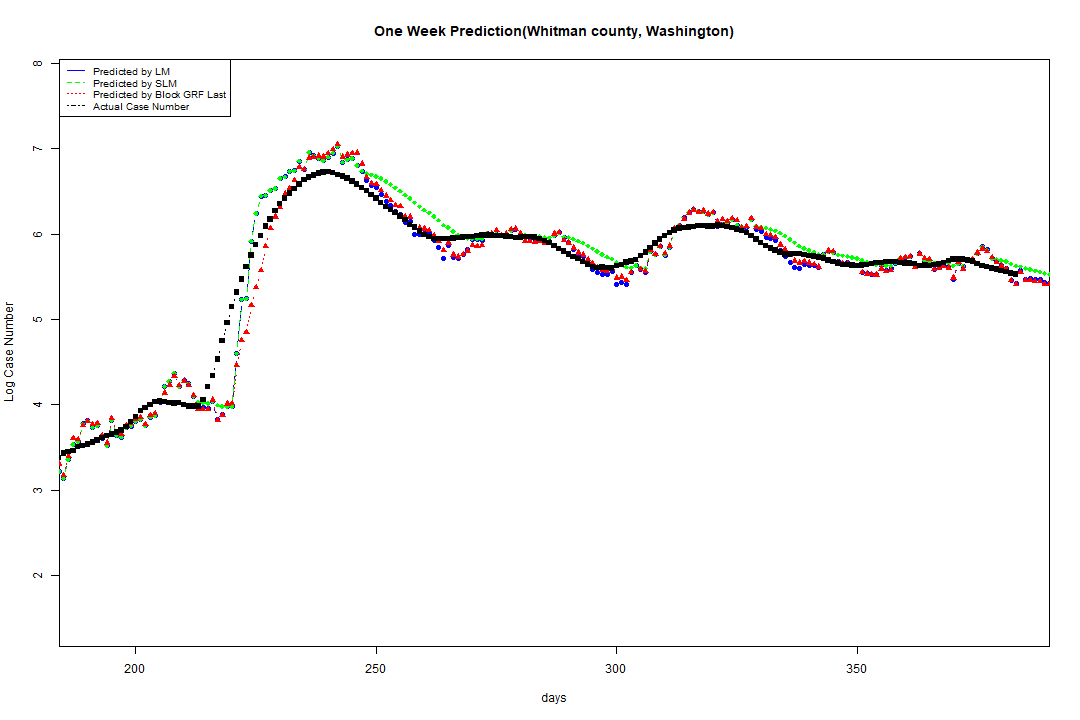 One Week Prediction(Whitman county, Washington)
Predicted by LM
Predicted by SLM
Predicted by Block GRF Last
Actual Case Number
8
7
6
5
4
3
2
Log Case Number
200 250 300 350
days